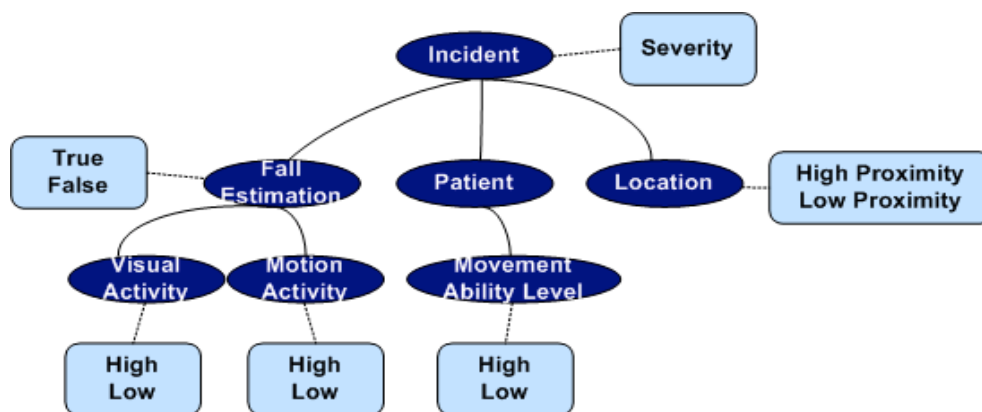 Incident
Severity
True
False
Fall
Estimation
Patient
Location
High Proximity
Low Proximity
Visual
Activity
Motion
Activity
Movement
Ability Level
High
Low
High
Low
High
Low